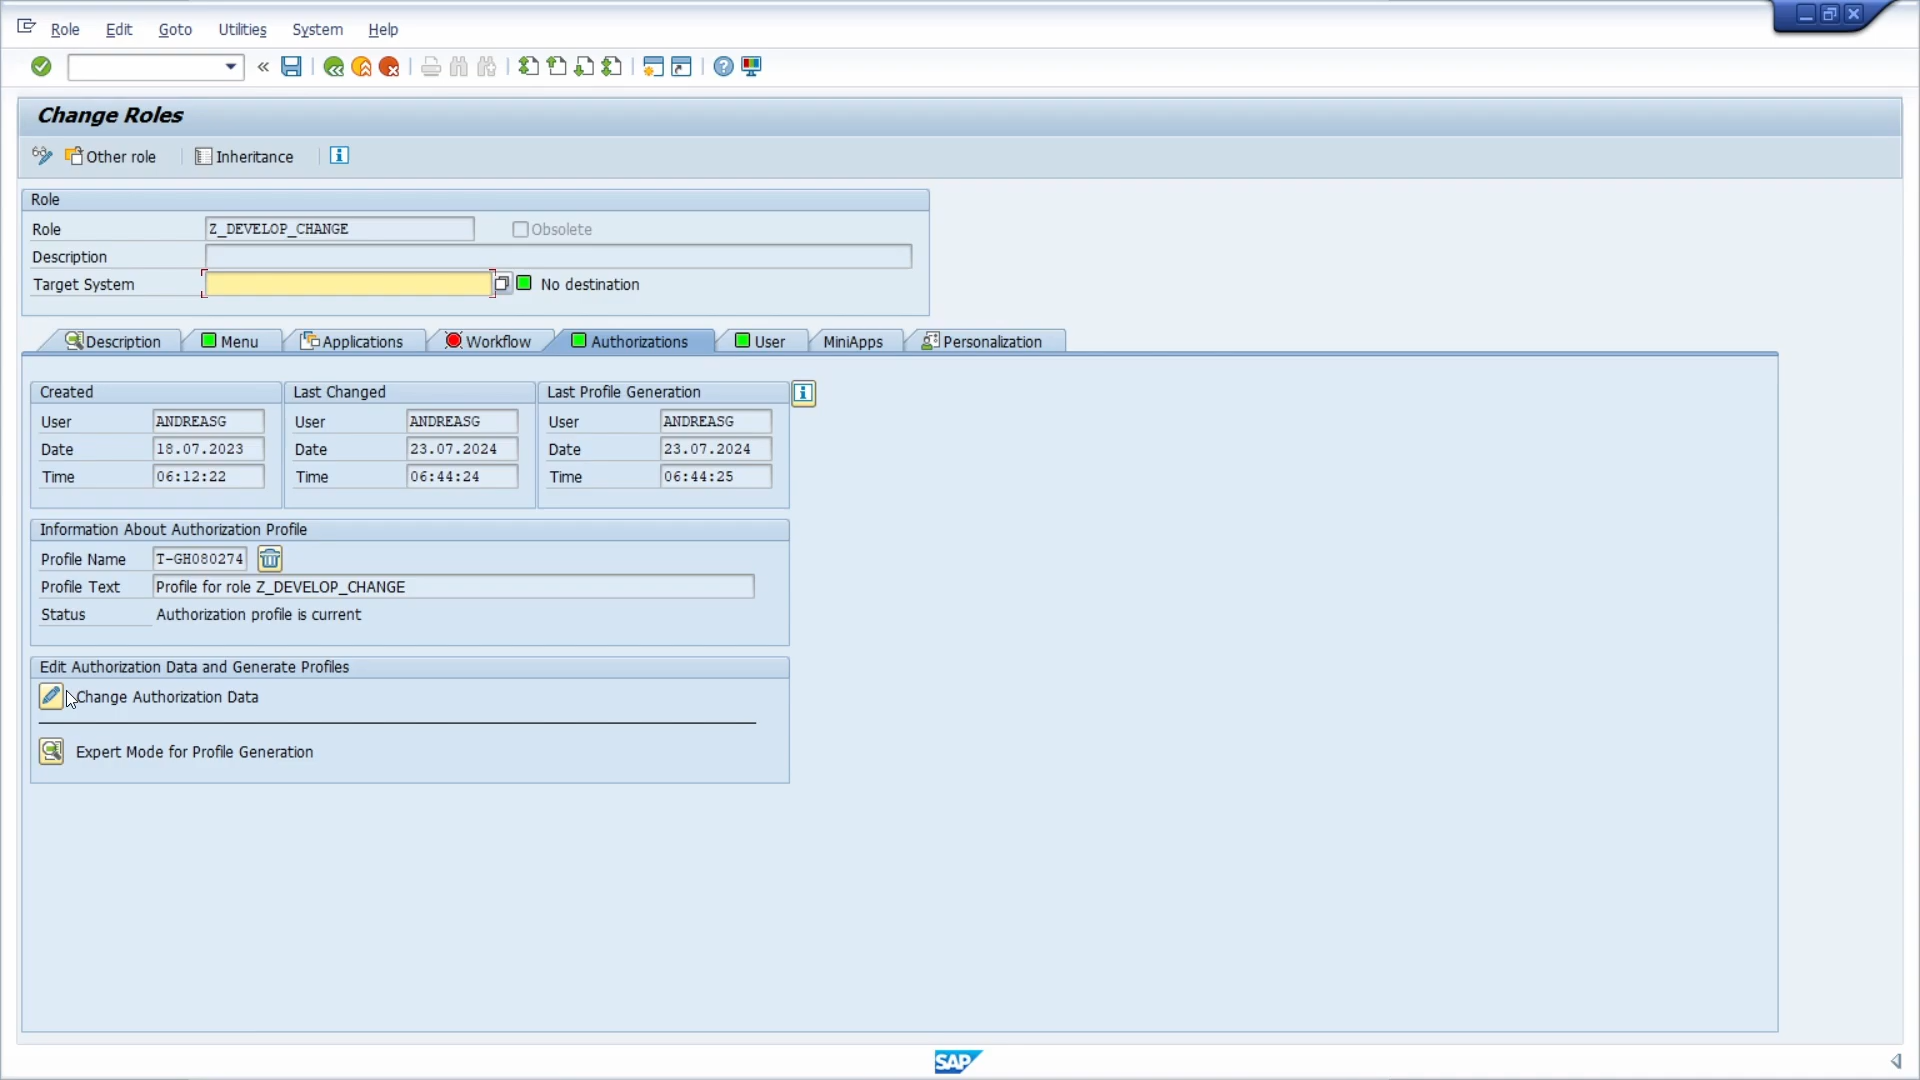 Role Edit Goto Utilities System Help
Change Roles
Other role Inheritance
Role
Role Z_DEVELOP_CHANGE Obsolete
Description
Target System No destination
Description Menu Applications Workflow Authorizations User MiniApps Personalization
Created Last Changed Last Profile Generation
User ANDREASG User ANDREASG User ANDREASG
Date 18.07.2023 Date 23.07.2024 Date 23.07.2024
Time 06:12:22 Time 06:44:24 Time 06:44:25
Information About Authorization Profile
Profile Name T-GH080274
Profile Text Profile for role Z_DEVELOP_CHANGE
Status Authorization profile is current
Edit Authorization Data and Generate Profiles
Change Authorization Data
Expert Mode for Profile Generation
SAP